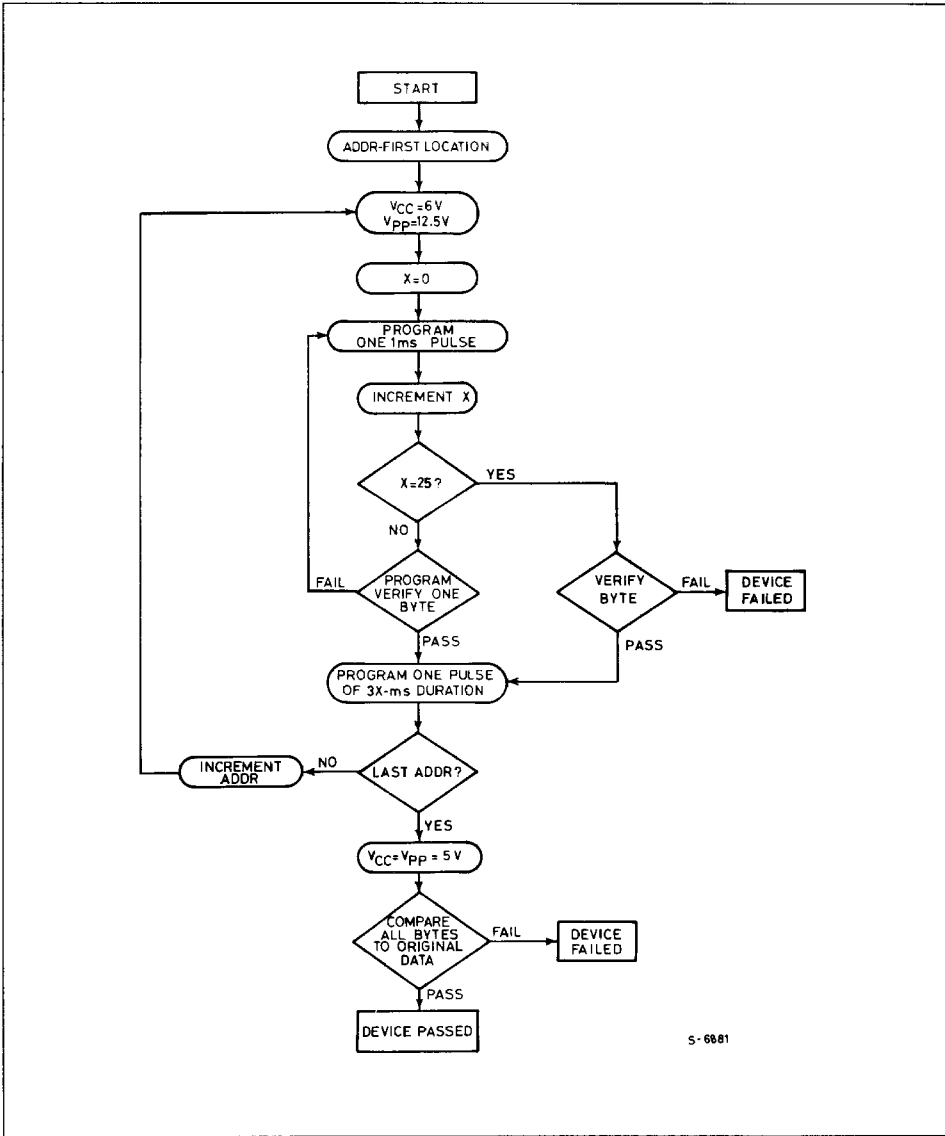 START
ADDR-FIRST LOCATION
VCC=6V
VPP=12.5V
X=0
PROGRAM
ONE 1ms PULSE
INCREMENT X
X=25?
YES
NO
PROGRAM
VERIFY ONE
BYTE
FAIL
VERIFY
BYTE
FAIL
DEVICE
FAILED
PASS
PASS
PROGRAM ONE PULSE
OF 3X-ms DURATION
LAST ADDR?
NO
INCREMENT
ADDR
YES
VCC=VPP=5V
COMPARE
ALL BYTES
TO ORIGINAL
DATA
FAIL
DEVICE
FAILED
PASS
DEVICE PASSED
S-6881